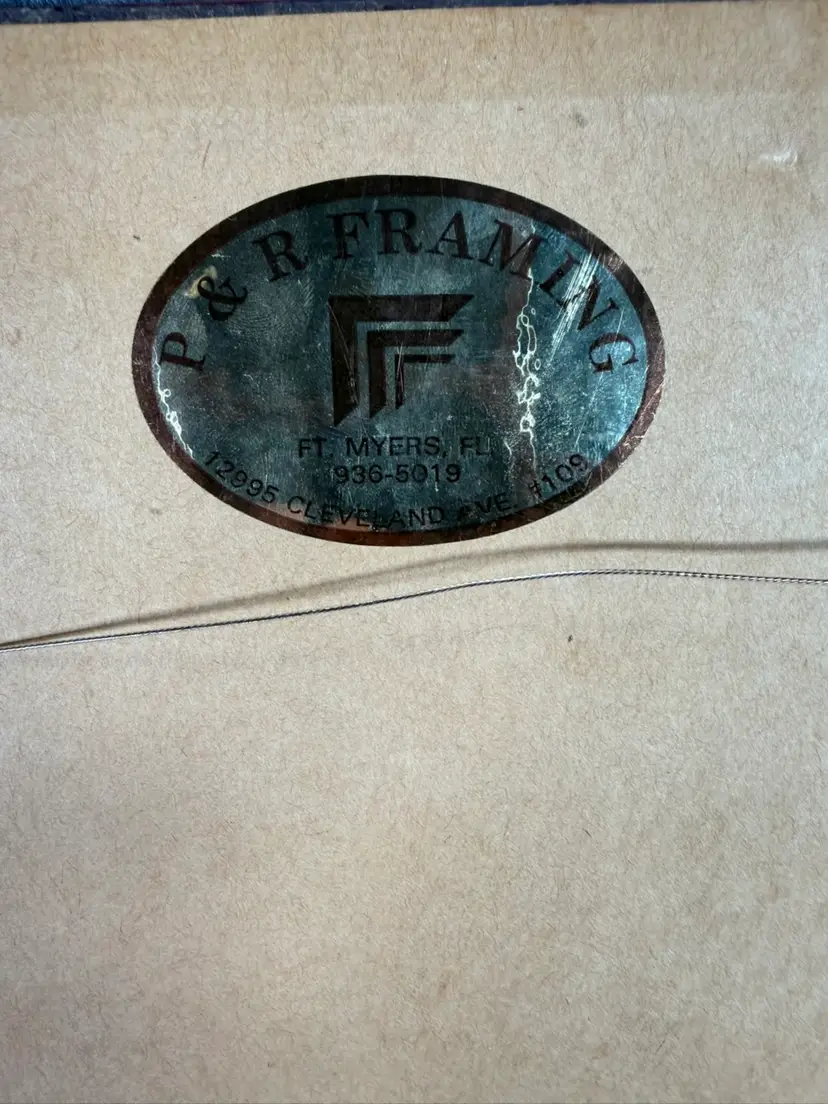 P & R FRAMING
FT. MYERS, FL
936-5019
12995 CLEVELAND AVE. #109